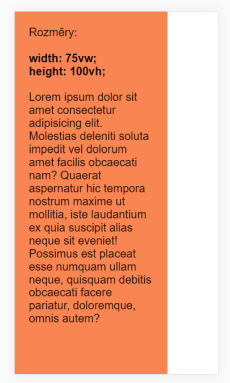 Rozměry:
width: 75vw;
height: 100vh;
Lorem ipsum dolor sit
amet consectetur
adipisicing elit.
Molestias deleniti soluta
impedit vel dolorum
amet facilis obcaecati
nam? Quaerat
aspernatur hic tempora
nostrum maxime ut
mollitia, iste laudantium
ex quia suscipit alias
neque sit eveniet!
Possimus est placeat
esse numquam ullam
neque, quisquam debitis
obcaecati facere
pariatur, doloremque,
omnis autem?